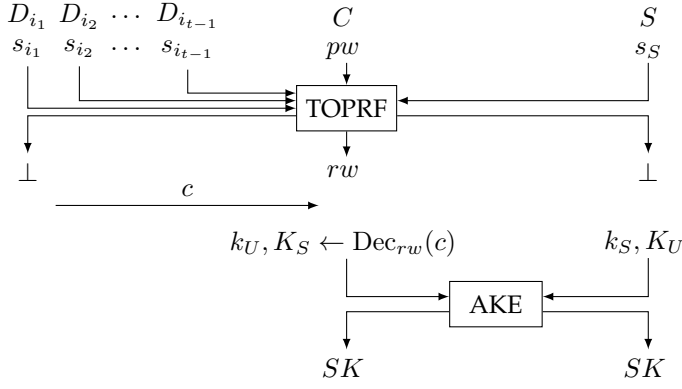 D_{i_1} D_{i_2} ⋯ D_{i_{t−1}} C S
s_{i_1} s_{i_2} ⋯ s_{i_{t−1}} pw s_S
TOPRF
⊥ rw ⊥
c
k_U, K_S ← Dec_{rw}(c) k_S, K_U
AKE
SK SK